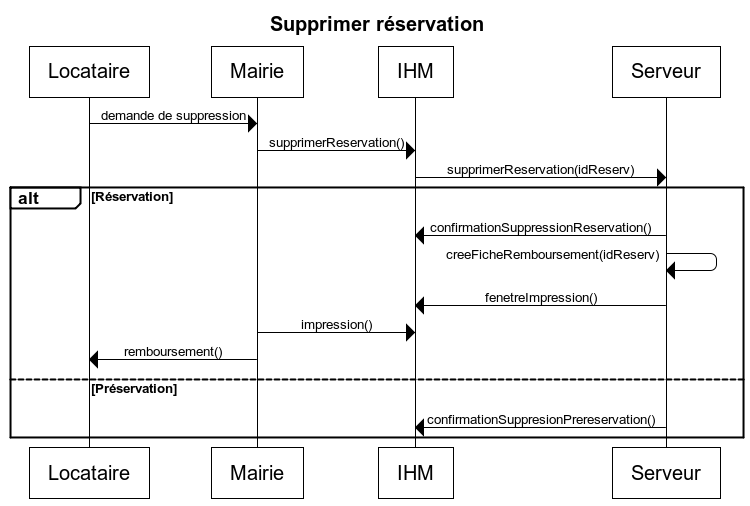 Supprimer réservation
Locataire Mairie IHM Serveur
demande de suppression
supprimerReservation()
supprimerReservation(idReserv)
alt [Réservation]
confirmationSuppressionReservation()
creeFicheRemboursement(idReserv)
fenetreImpression()
impression()
remboursement()
[Préservation]
confirmationSuppresionPrereservation()
Locataire Mairie IHM Serveur